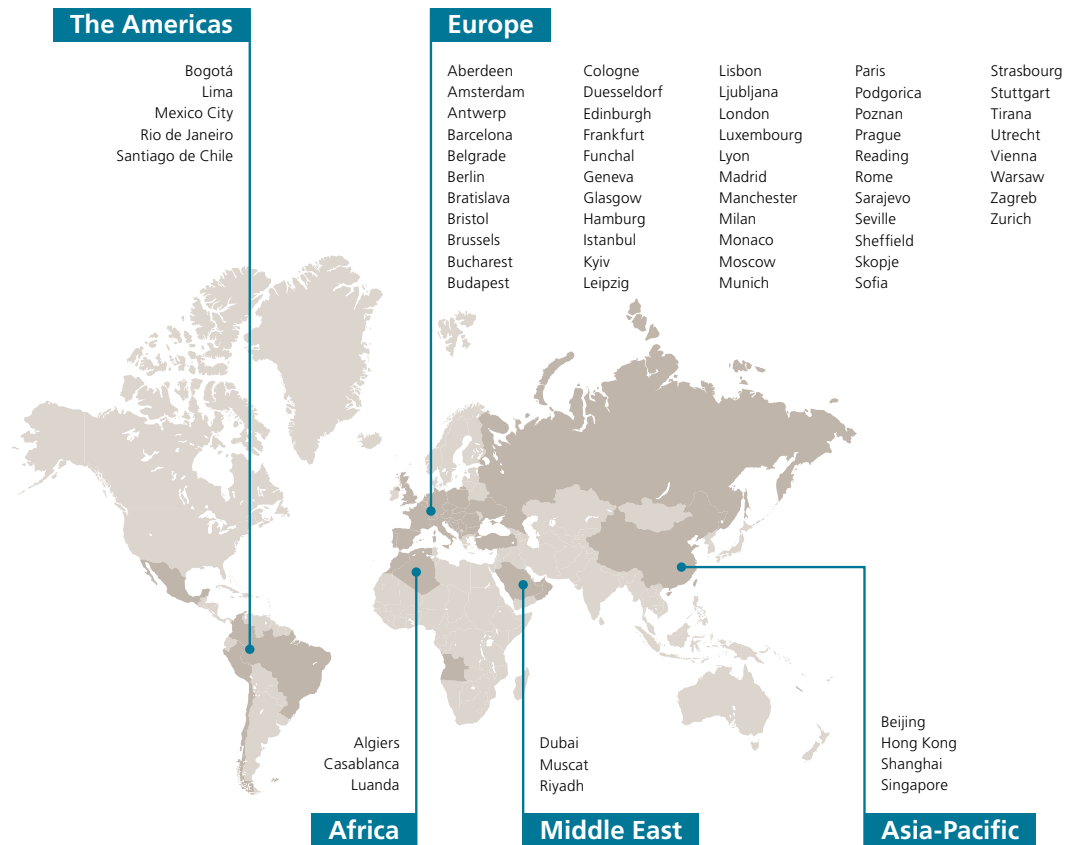 The Americas
Bogotá
Lima
Mexico City
Rio de Janeiro
Santiago de Chile
Europe
Aberdeen
Amsterdam
Antwerp
Barcelona
Belgrade
Berlin
Bratislava
Bristol
Brussels
Bucharest
Budapest
Cologne
Duesseldorf
Edinburgh
Frankfurt
Funchal
Geneva
Glasgow
Hamburg
Istanbul
Kyiv
Leipzig
Lisbon
Ljubljana
London
Luxembourg
Lyon
Madrid
Manchester
Milan
Monaco
Moscow
Munich
Paris
Podgorica
Poznan
Prague
Reading
Rome
Sarajevo
Seville
Sheffield
Skopje
Sofia
Strasbourg
Stuttgart
Tirana
Utrecht
Vienna
Warsaw
Zagreb
Zurich
Algiers
Casablanca
Luanda
Africa
Dubai
Muscat
Riyadh
Middle East
Beijing
Hong Kong
Shanghai
Singapore
Asia-Pacific